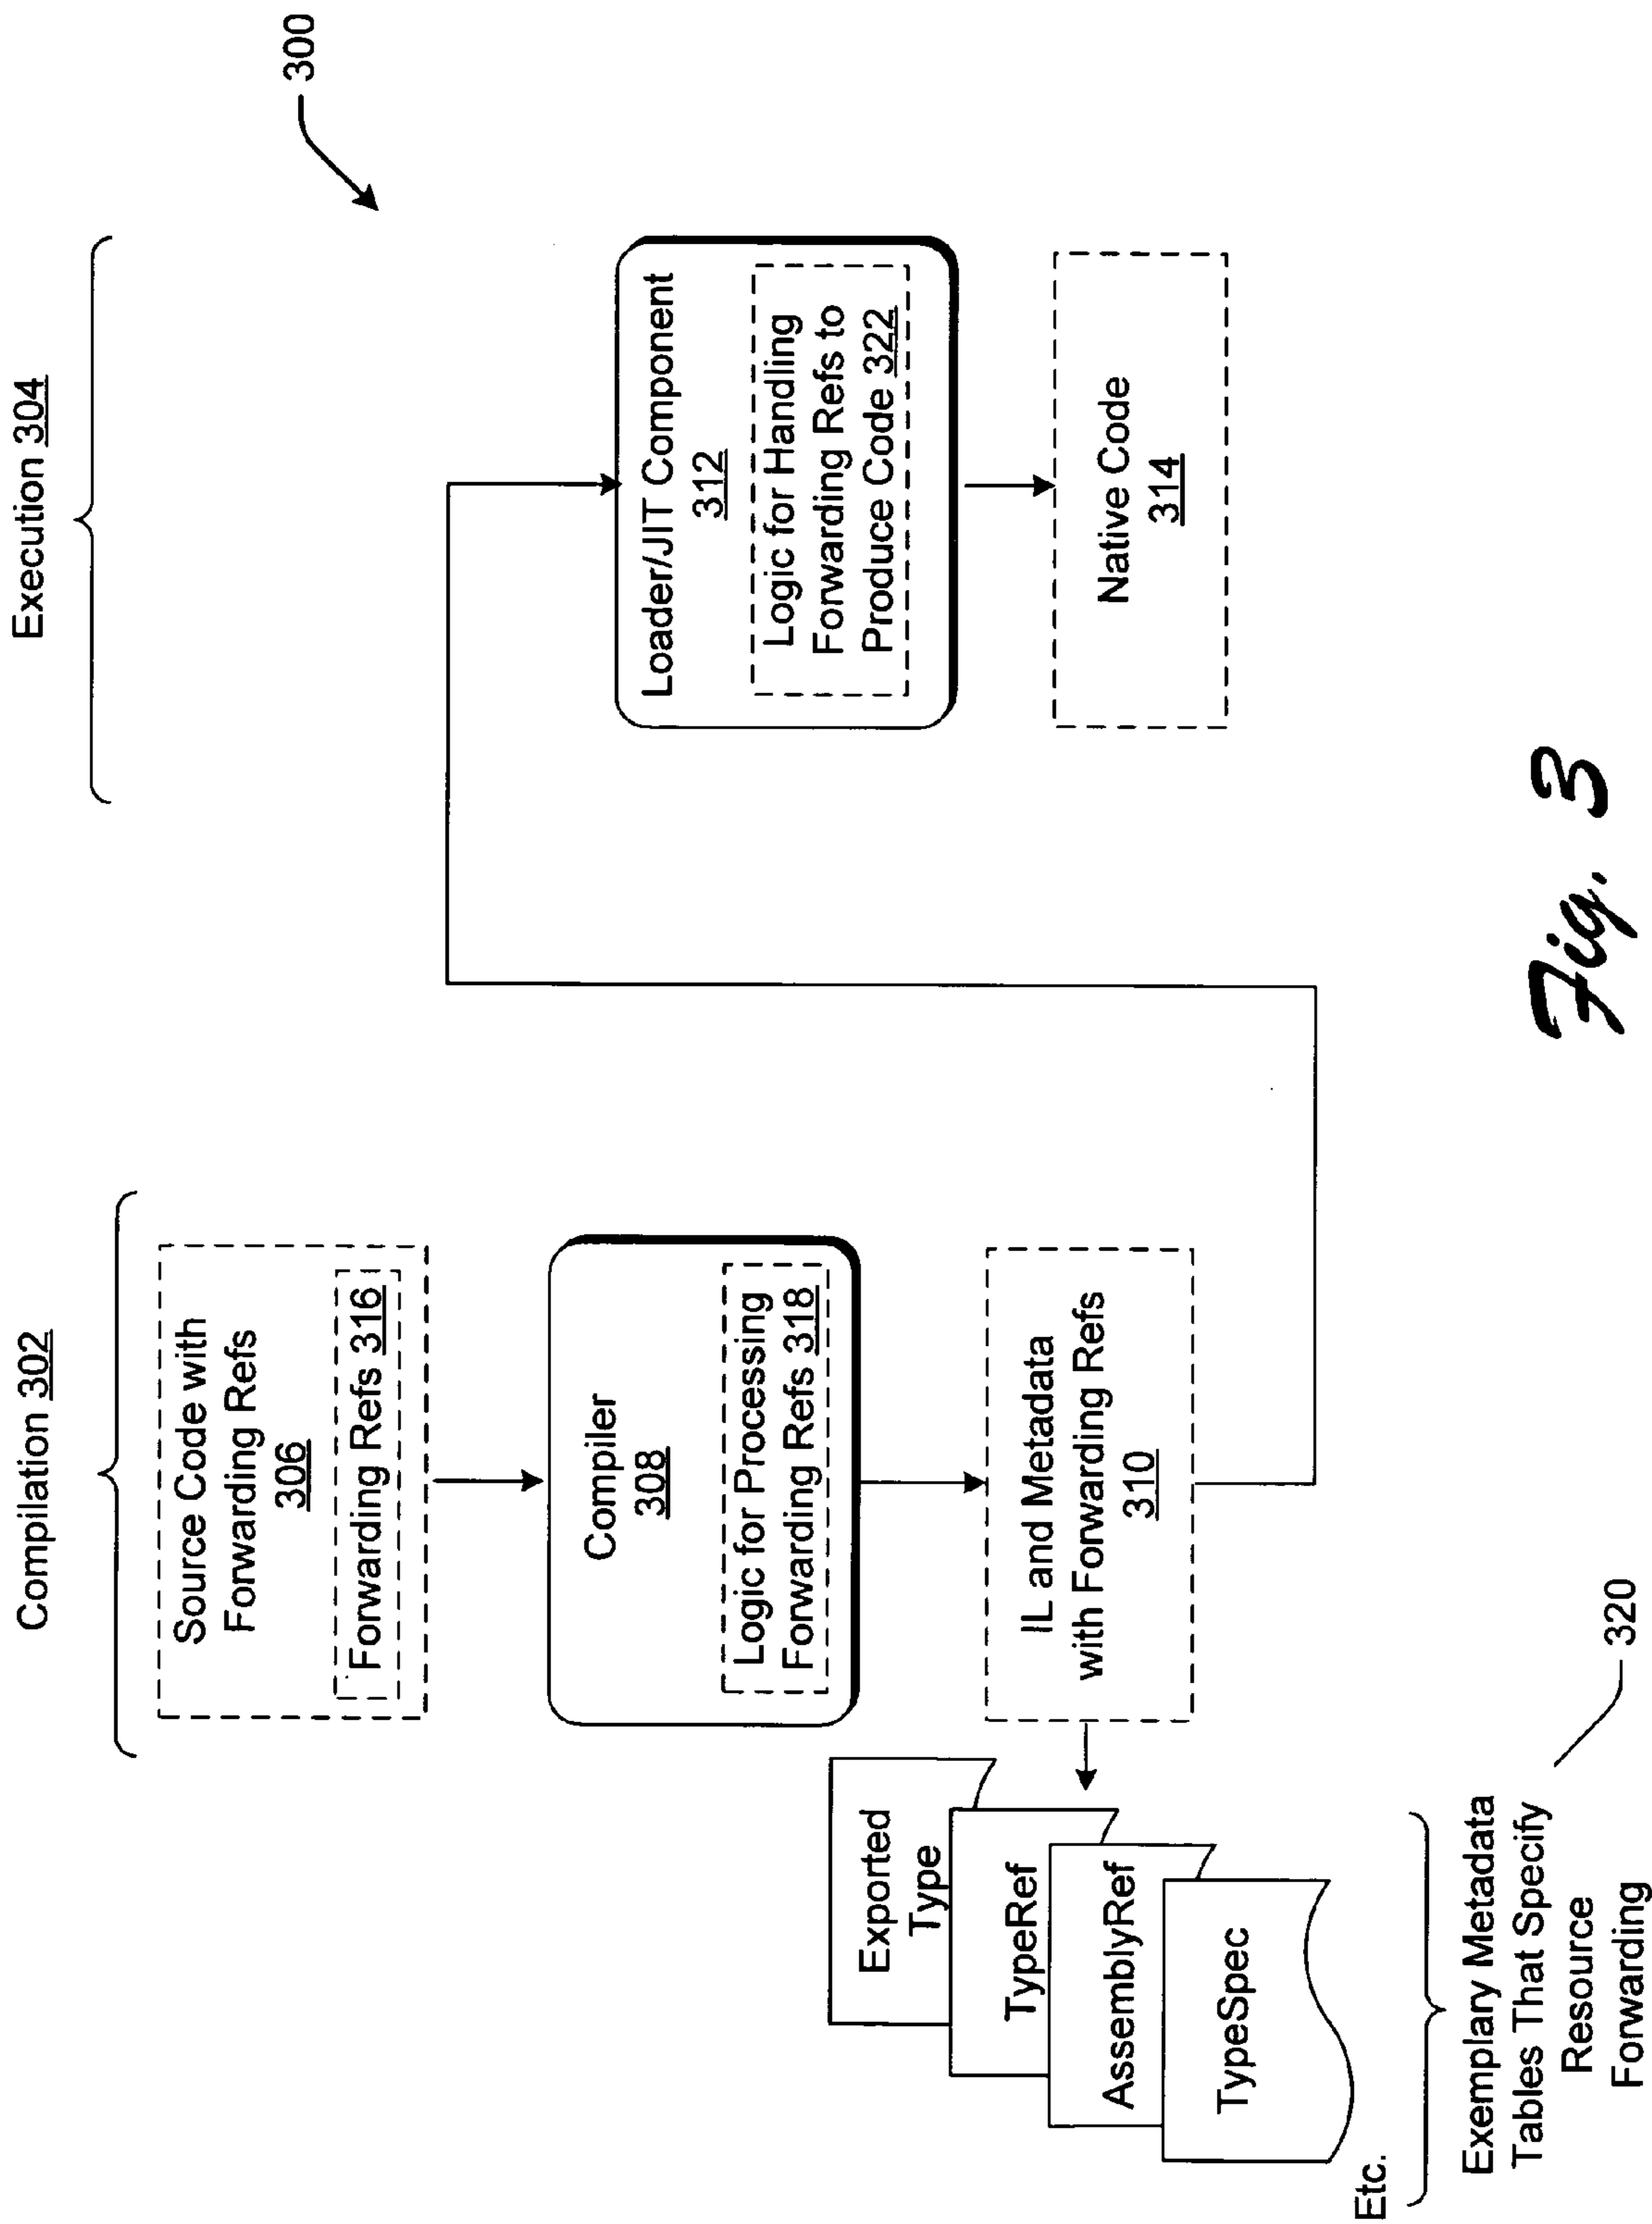 Compilation 302
Source Code with
Forwarding Refs
306
Forwarding Refs 316
Compiler
308
Logic for Processing
Forwarding Refs 318
IL and Metadata
with Forwarding Refs
310
Exported
Type
TypeRef
AssemblyRef
TypeSpec
Etc.
Exemplary Metadata
Tables That Specify
Resource
Forwarding
320
Execution 304
300
Loader/JIT Component
312
Logic for Handling
Forwarding Refs to
Produce Code 322
Native Code
314
Fig. 3